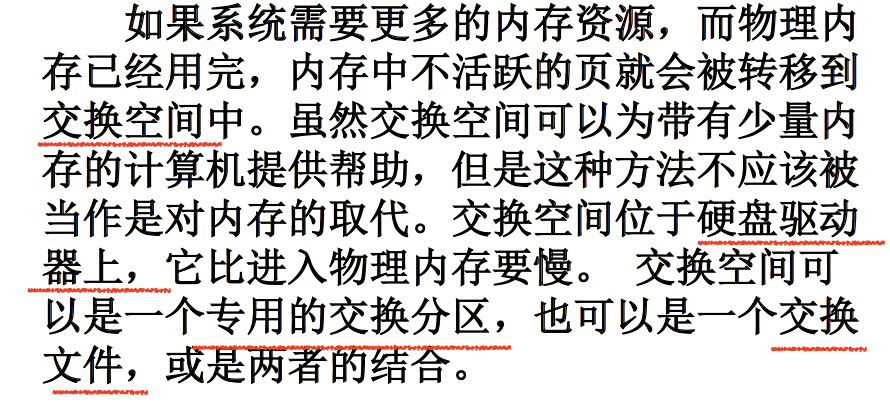 如果系统需要更多的内存资源，而物理内
存已经用完，内存中不活跃的页就会被转移到
交换空间中。虽然交换空间可以为带有少量内
存的计算机提供帮助，但是这种方法不应该被
当作是对内存的取代。交换空间位于硬盘驱动
器上，它比进入物理内存要慢。 交换空间可
以是一个专用的交换分区，也可以是一个交换
文件，或是两者的结合。